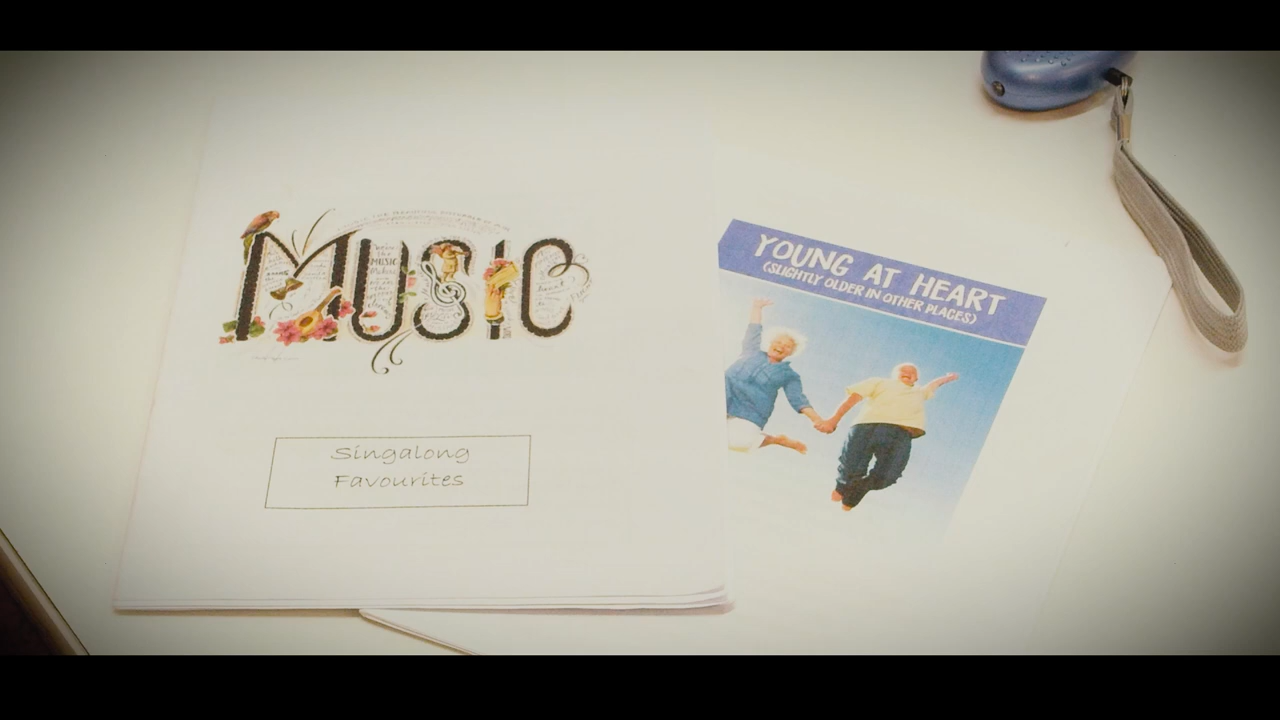 MUSIC
Singalong
Favourites
YOUNG AT HEART
(SLIGHTLY OLDER IN OTHER PLACES)